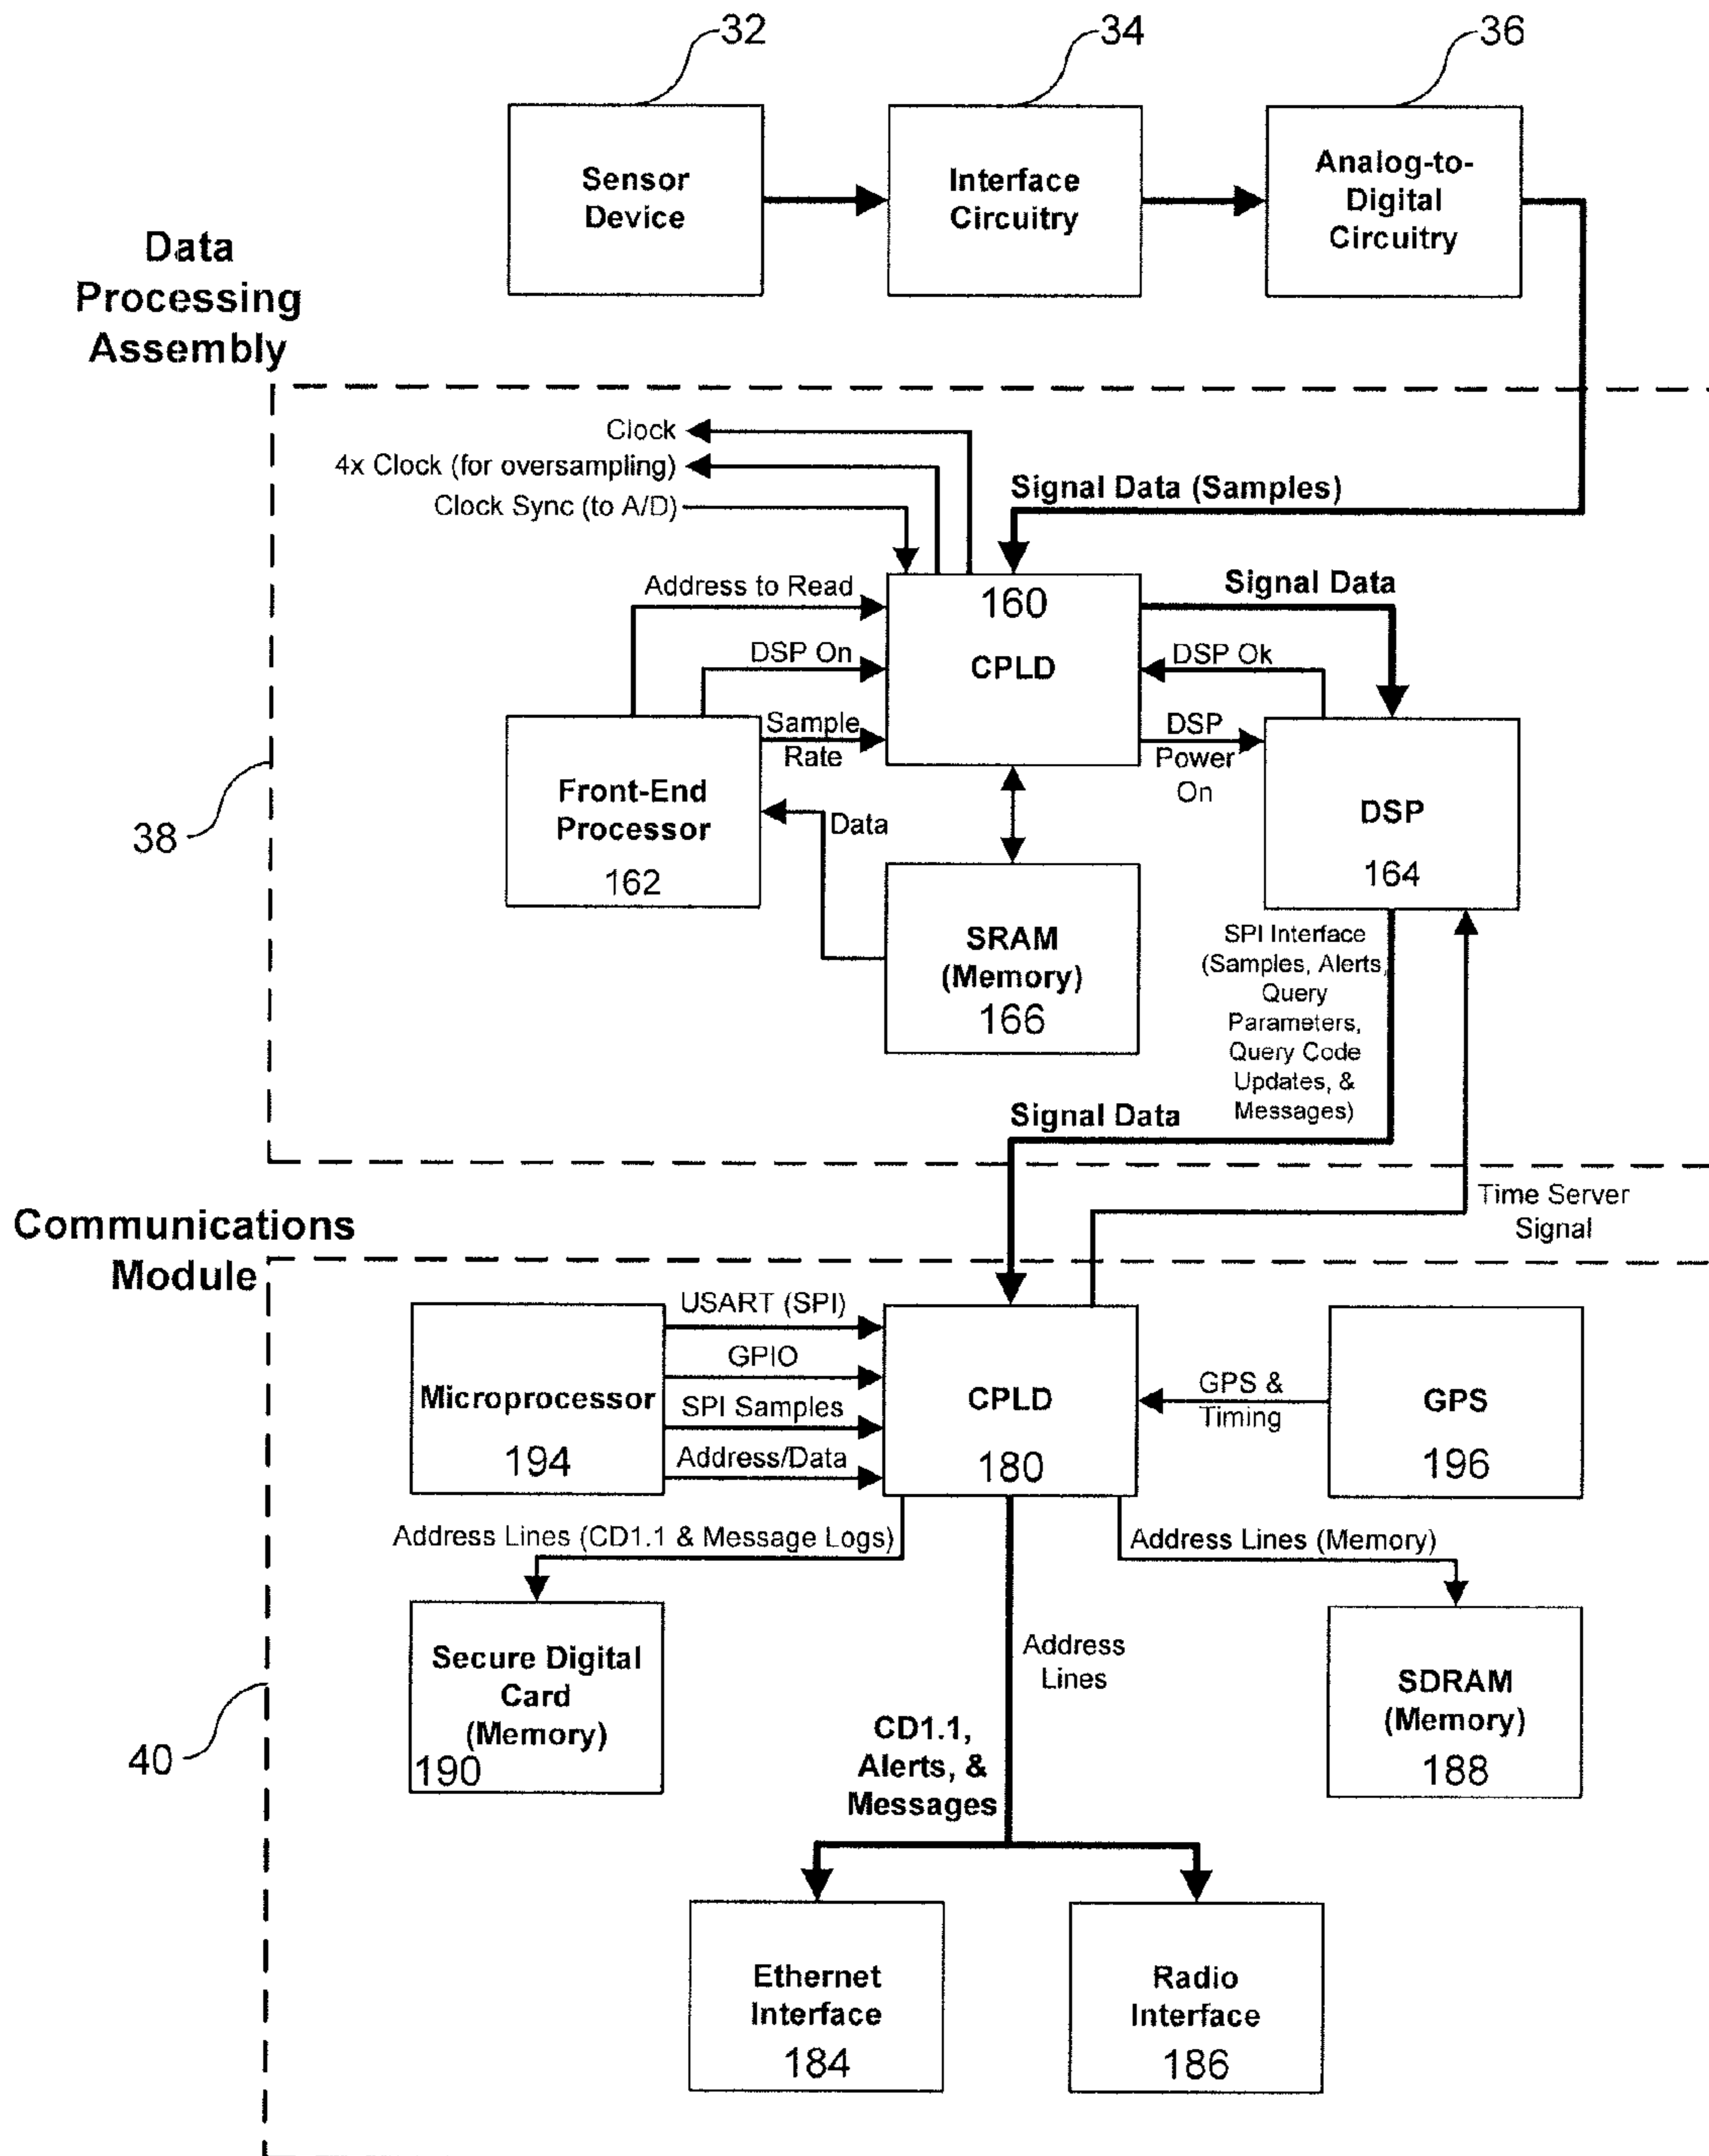 32
34
36
Sensor
Device
Interface
Circuitry
Analog-to-
Digital
Circuitry
Data
Processing
Assembly
Clock
4x Clock (for oversampling)
Clock Sync (to A/D)
Signal Data (Samples)
Address to Read
160
CPLD
Signal Data
DSP On
DSP Ok
Sample
Rate
DSP
Power
On
Front-End
Processor
162
Data
DSP
164
38
SRAM
(Memory)
166
SPI Interface
(Samples, Alerts,
Query
Parameters,
Query Code
Updates, &
Messages)
Signal Data
Time Server
Signal
Communications
Module
USART (SPI)
GPIO
SPI Samples
Address/Data
Microprocessor
194
CPLD
180
GPS &
Timing
GPS
196
Address Lines (CD1.1 & Message Logs)
Address Lines (Memory)
Secure Digital
Card
(Memory)
190
Address
Lines
SDRAM
(Memory)
188
40
CD1.1,
Alerts, &
Messages
Ethernet
Interface
184
Radio
Interface
186